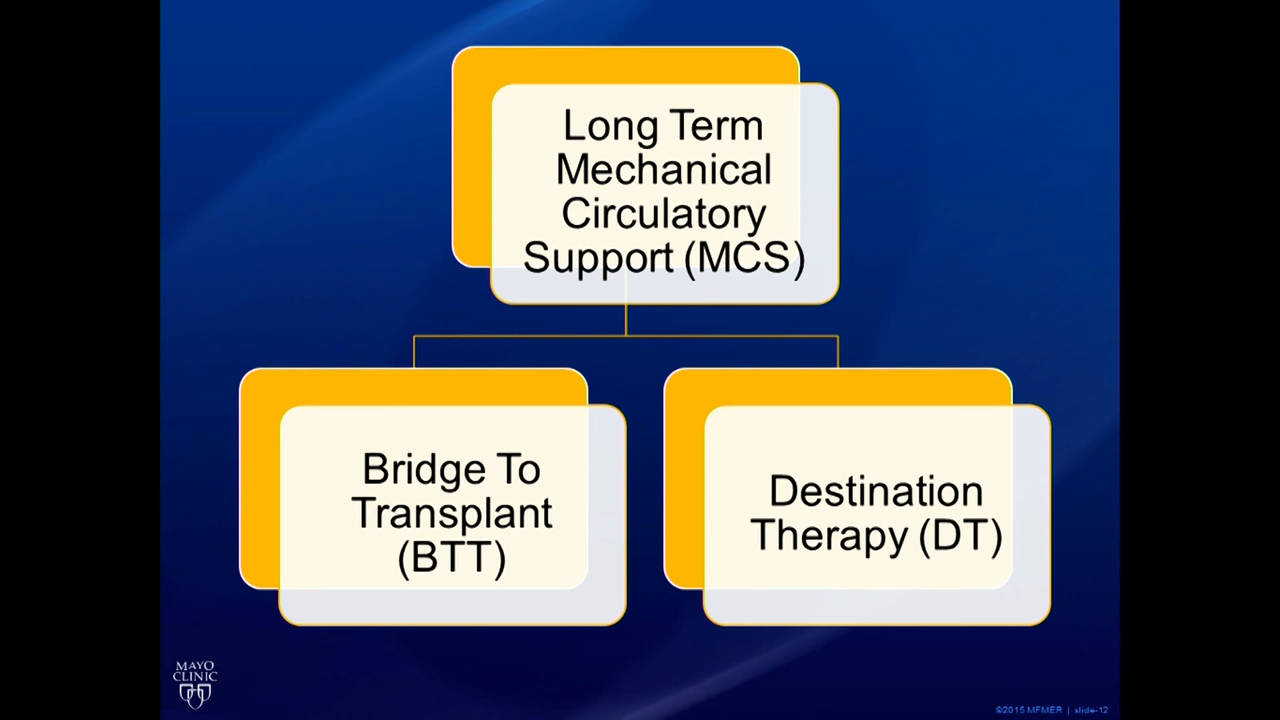 Long Term
Mechanical
Circulatory
Support (MCS)
Bridge To
Transplant
(BTT)
Destination
Therapy (DT)
MAYO
CLINIC
©2015 MFMER | slide-12